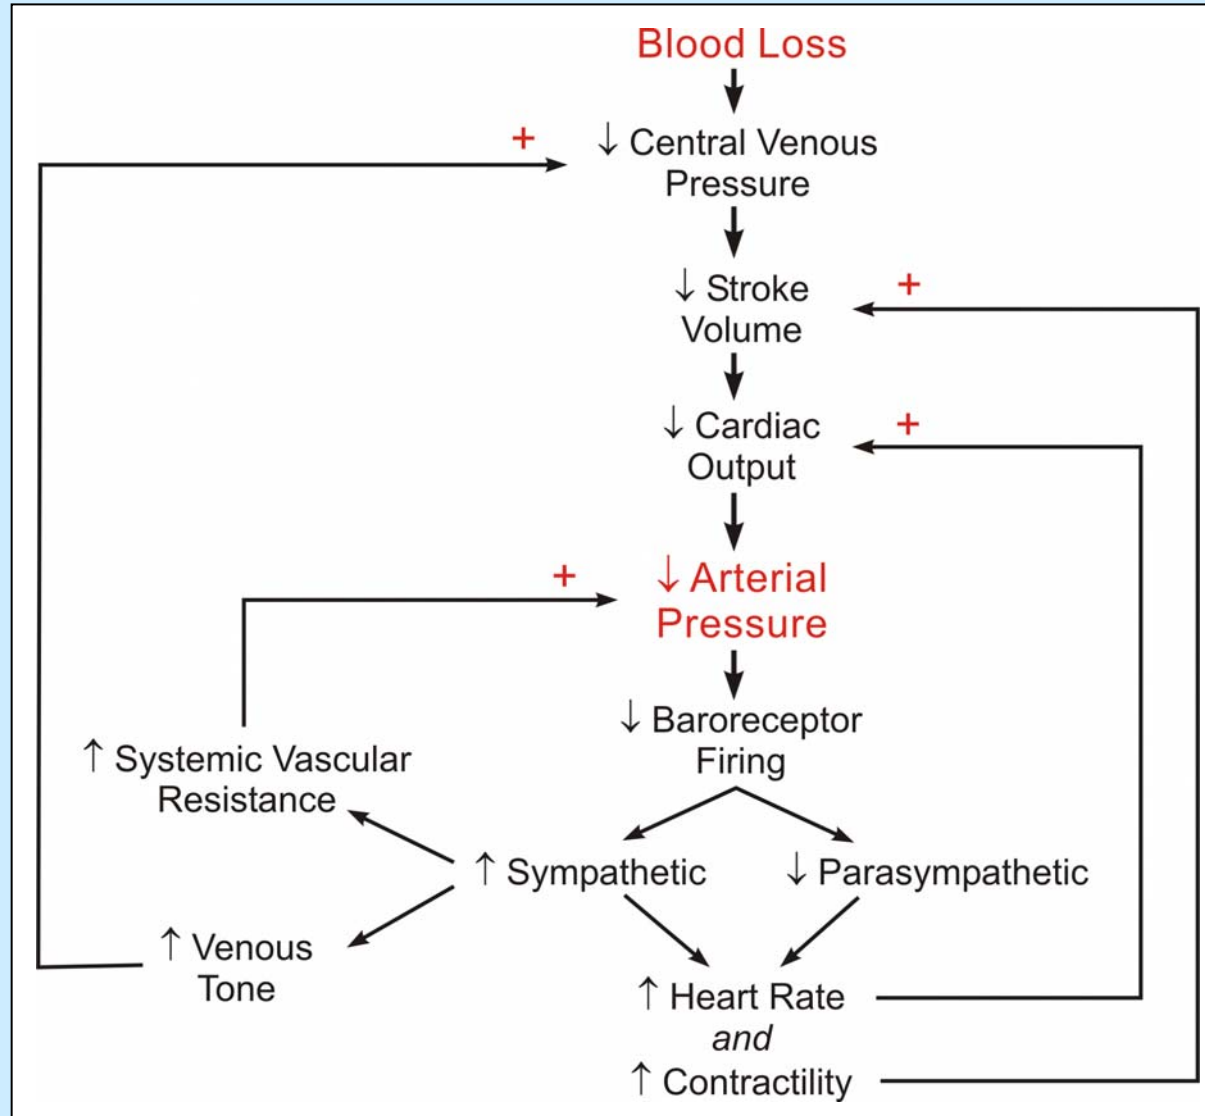 Blood Loss
+
↓ Central Venous
Pressure
↓ Stroke
Volume
+
↓ Cardiac
Output
+
+
↓ Arterial
Pressure
↓ Baroreceptor
Firing
↑ Systemic Vascular
Resistance
↑ Sympathetic
↓ Parasympathetic
↑ Venous
Tone
↑ Heart Rate
and
↑ Contractility